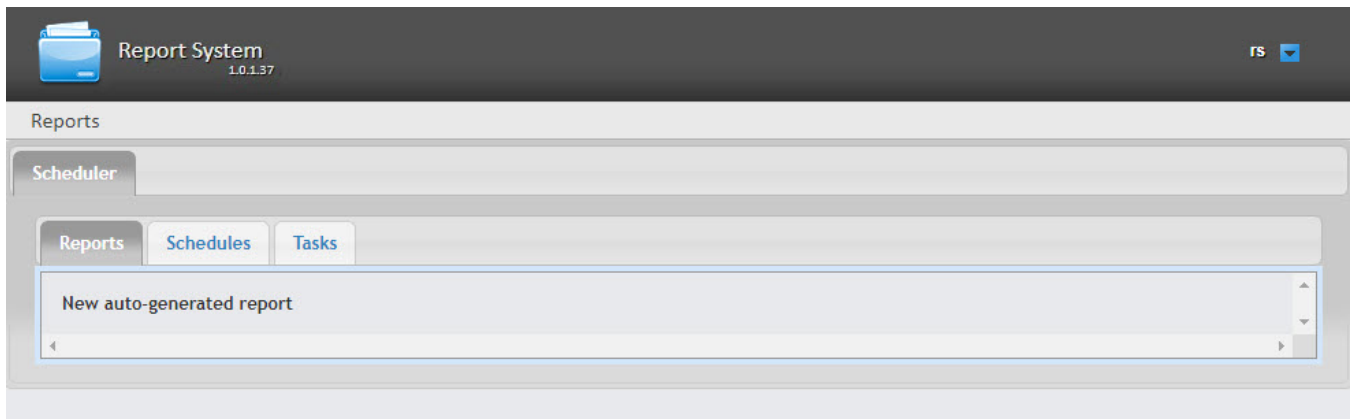 Report System
1.0.1.37
rs
Reports
Scheduler
Reports Schedules Tasks
New auto-generated report